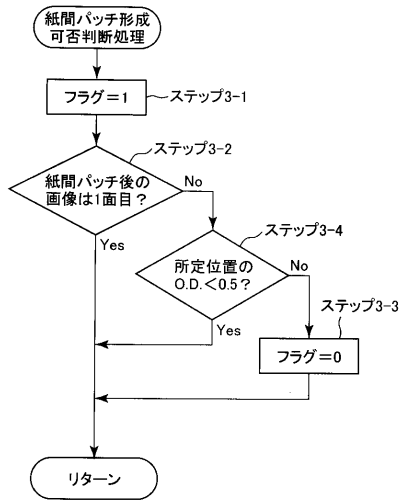 紙間パッチ形成
可否判断処理
フラグ=1
ステップ3-1
ステップ3-2
紙間パッチ後の
画像は1面目?
No
Yes
ステップ3-4
所定位置の
O.D.<0.5?
No
Yes
ステップ3-3
フラグ=0
リターン